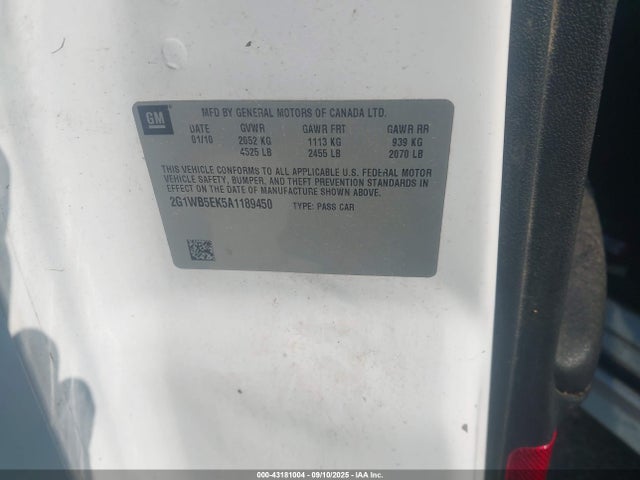 GM
MFD BY GENERAL MOTORS OF CANADA LTD.
DATE GVWR GAWR FRT GAWR RR
01/10 2052 KG 1113 KG 939 KG
4525 LB 2455 LB 2070 LB
THIS VEHICLE CONFORMS TO ALL APPLICABLE U.S. FEDERAL MOTOR
VEHICLE SAFETY, BUMPER, AND THEFT PREVENTION STANDARDS IN
EFFECT ON THE DATE OF MANUFACTURE SHOWN ABOVE.
2G1WB5EK5A1189450 TYPE: PASS CAR
000-43181004 - 09/10/2025 - IAAI.com